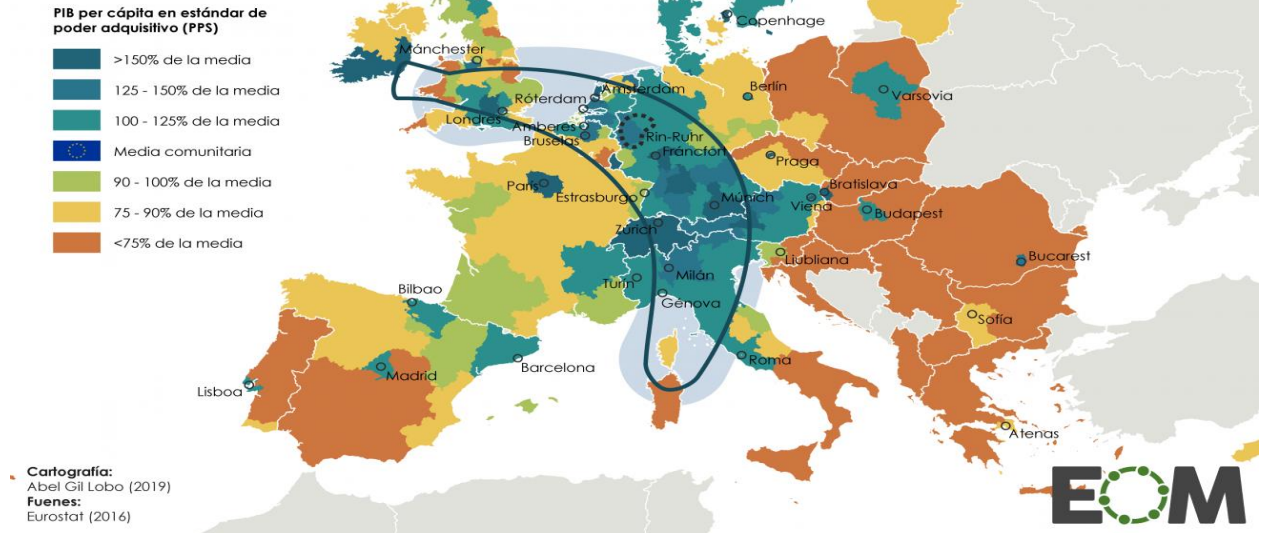 PIB per cápita en estándar de
poder adquisitivo (PPS)
>150% de la media
125 - 150% de la media
100 - 125% de la media
Media comunitaria
90 - 100% de la media
75 - 90% de la media
<75% de la media
Copenhage
Mánchester
Ámsterdam
Berlín
Varsovia
Róterdam
Londres
Amberes
Bruselas
Rin-Ruhr
Fráncfort
Praga
París
Estrasburgo
Múnich
Bratislava
Viena
Budapest
Zúrich
Liubliana
Bucarest
Milán
Turín
Génova
Bilbao
Sofía
Roma
Barcelona
Madrid
Lisboa
Atenas
Cartografía:
Abel Gil Lobo (2019)
Fuenes:
Eurostat (2016)
EOM